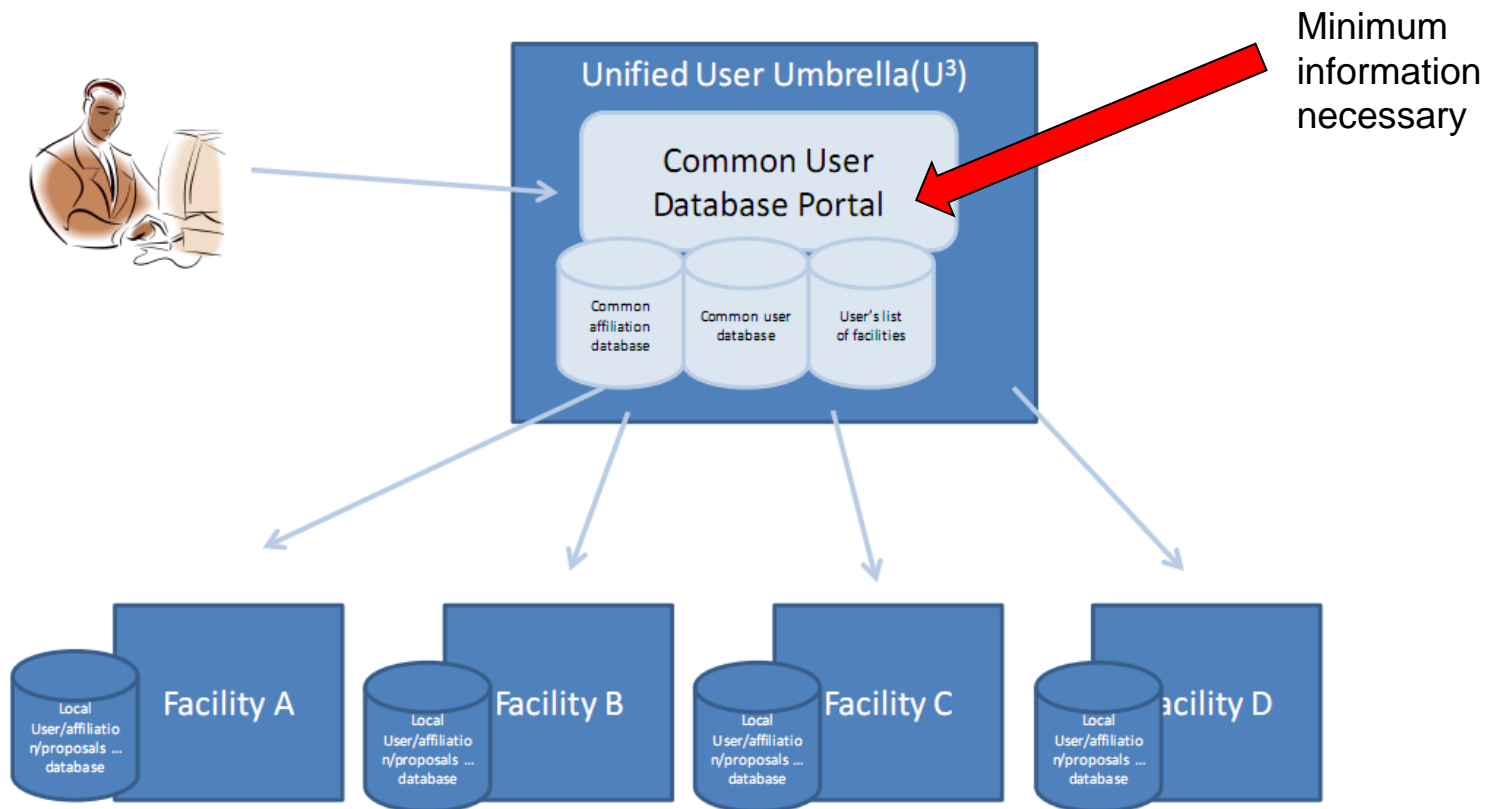 Minimum
information
necessary
Unified User Umbrella(U³)
Common User
Database Portal
Common
affiliation
database
Common user
database
User's list
of facilities
Facility A
Local
User/affiliatio
n/proposals ...
database
Facility B
Local
User/affiliatio
n/proposals ...
database
Facility C
Local
User/affiliatio
n/proposals ...
database
acility D
Local
User/affiliatio
n/proposals ...
database